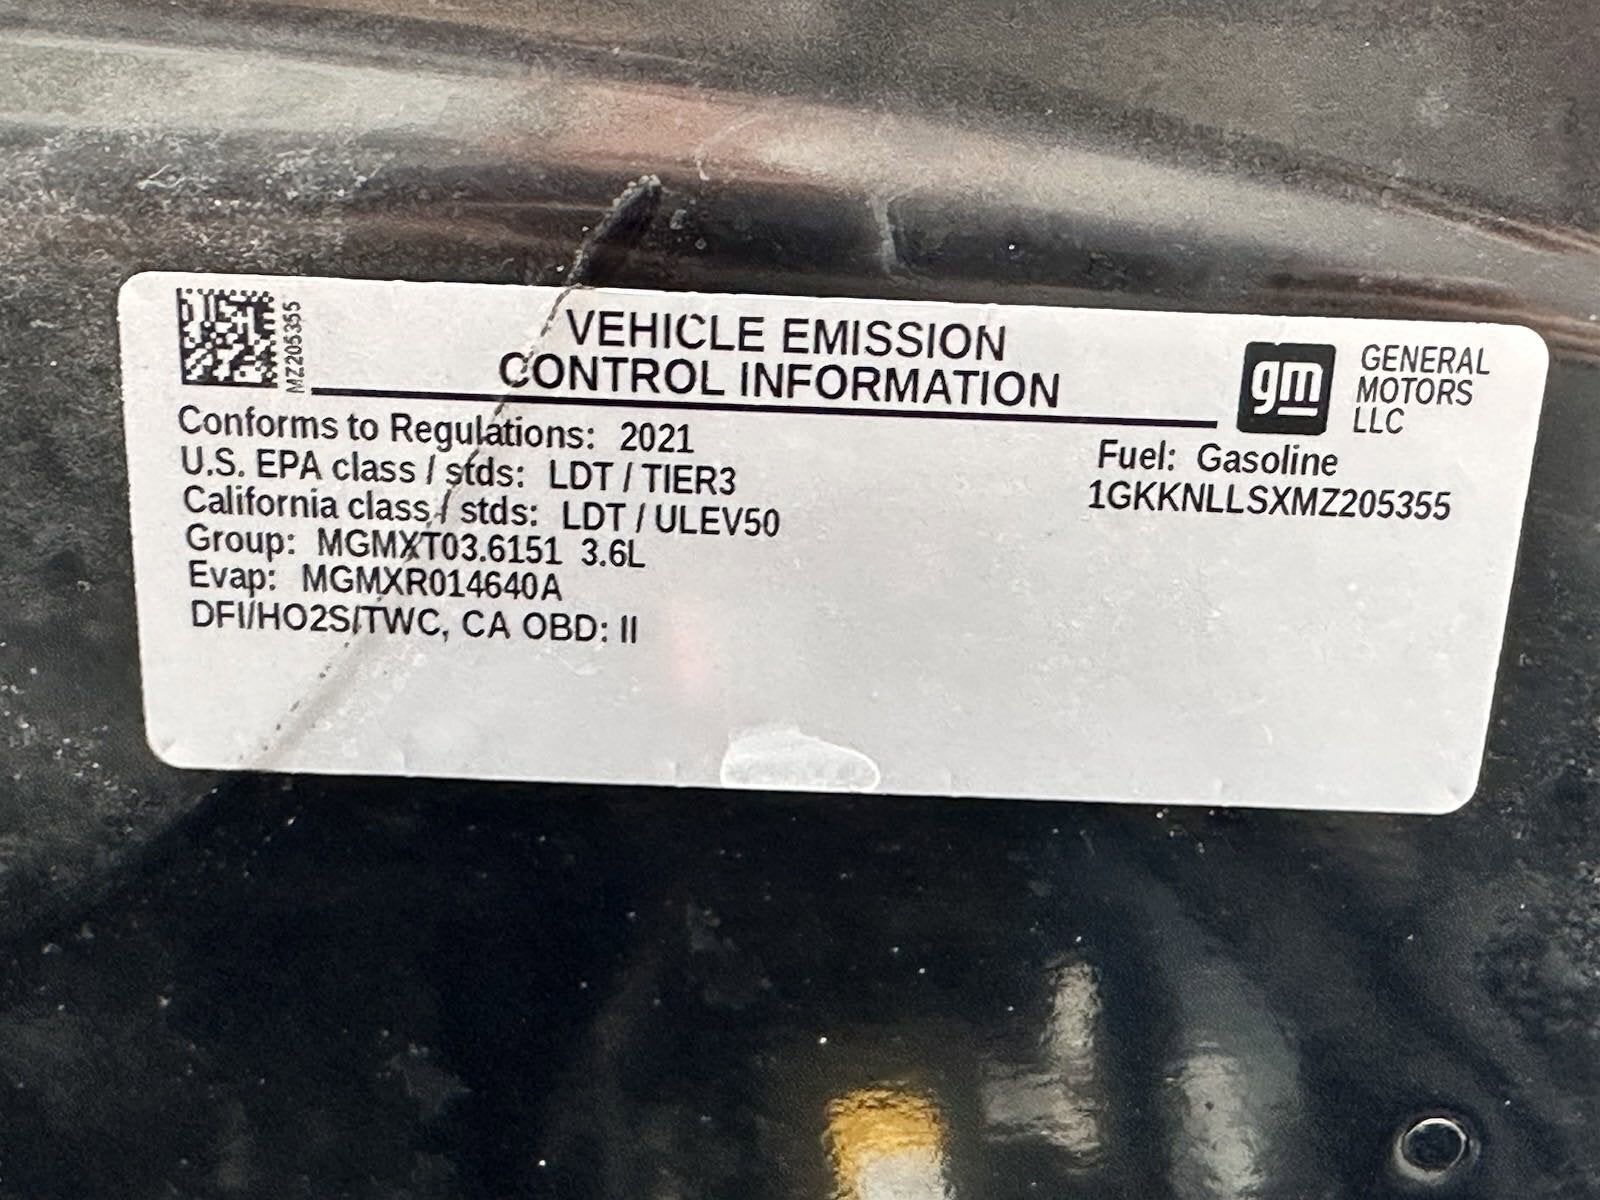 MZ205355
VEHICLE EMISSION
CONTROL INFORMATION
gm
GENERAL
MOTORS
LLC
Conforms to Regulations: 2021
U.S. EPA class / stds: LDT / TIER3
California class / stds: LDT / ULEV50
Group: MGMXT03.6151 3.6L
Evap: MGMXR014640A
DFI/HO2S/TWC, CA OBD: II
Fuel: Gasoline
1GKKNLLSXMZ205355